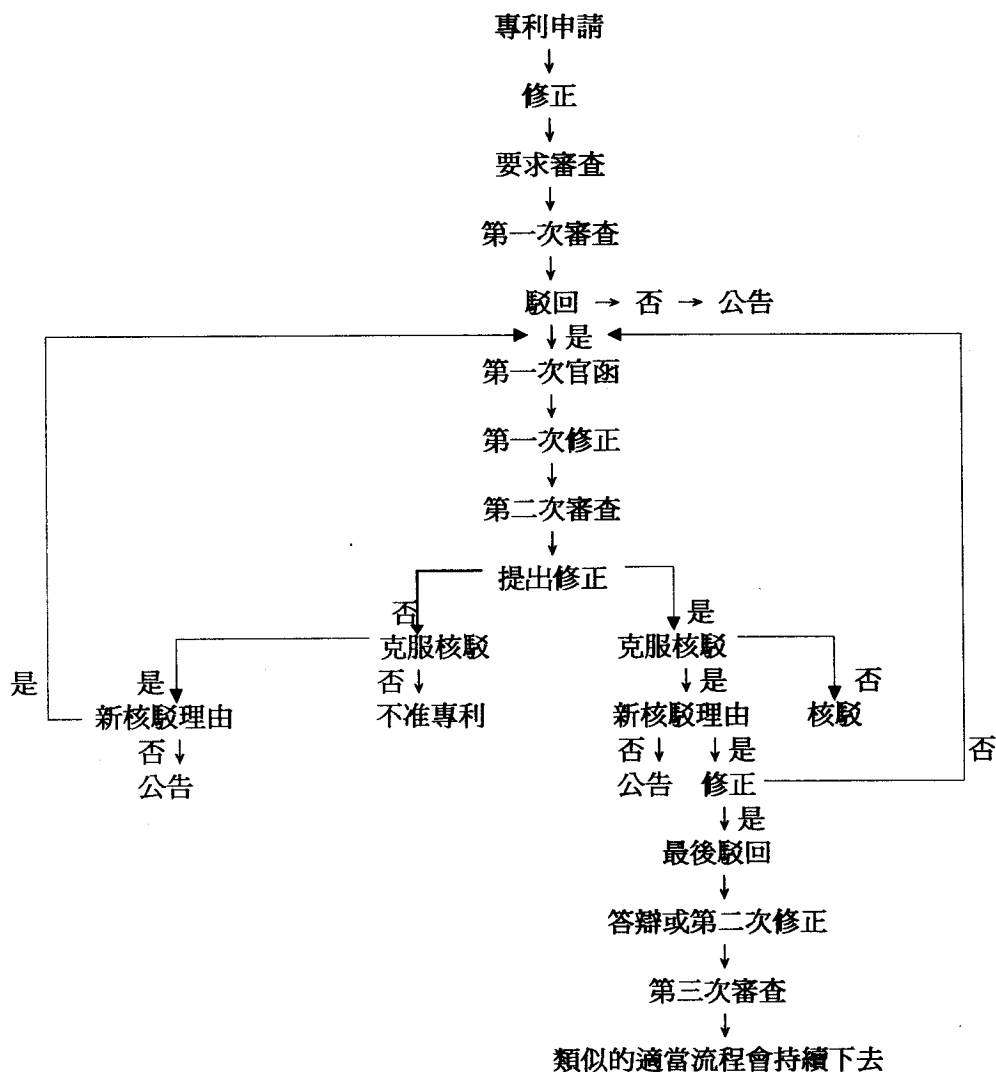 專利申請
↓
修正
↓
要求審查
↓
第一次審查
↓
駁回 → 否 → 公告
↓ 是
第一次官函
↓
第一次修正
↓
第二次審查
↓
提出修正
否 是
克服核駁 克服核駁
是 是 否 ↓ ↓ 是 否
新核駁理由 不准專利 新核駁理由 核駁
否 ↓ 否 ↓ ↓ 是 否
公告 公告 修正
↓ 是
最後駁回
↓
答辯或第二次修正
↓
第三次審查
↓
類似的適當流程會持續下去